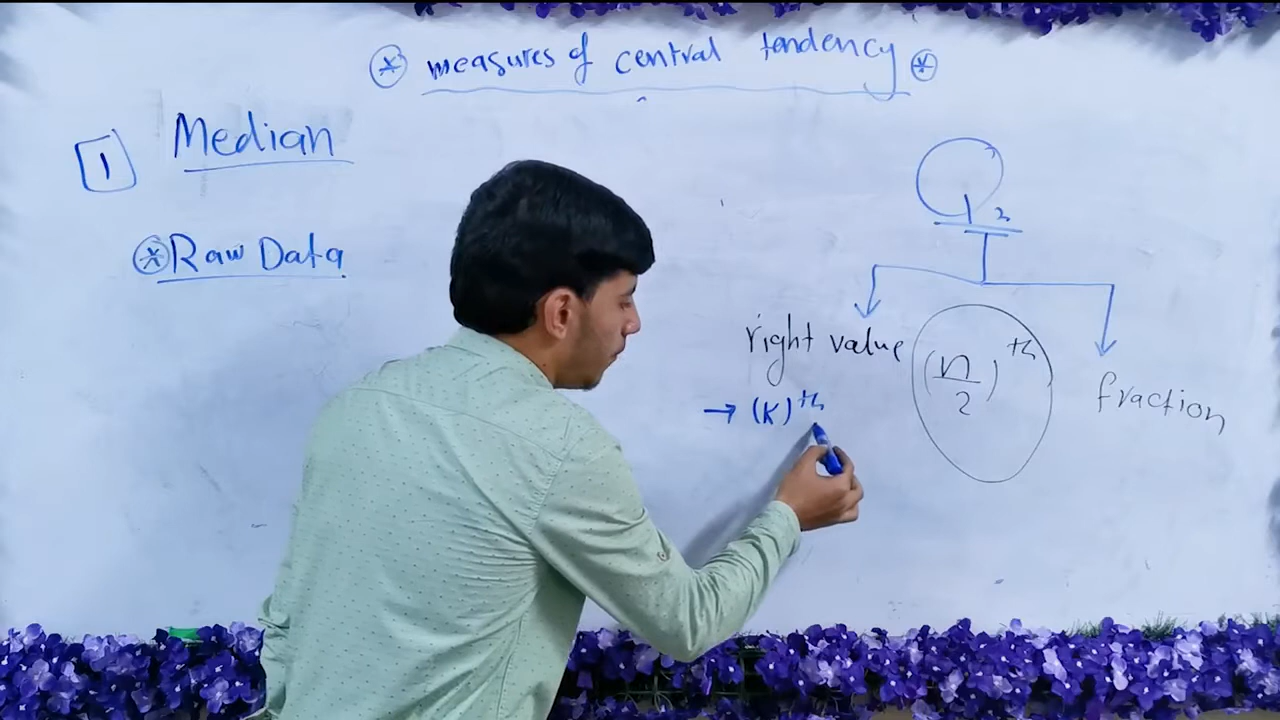 ⊛ measures of central tendency ⊛
1 Median
⊛ Raw Data
right value
(n/2)th
→ (K)th
fraction